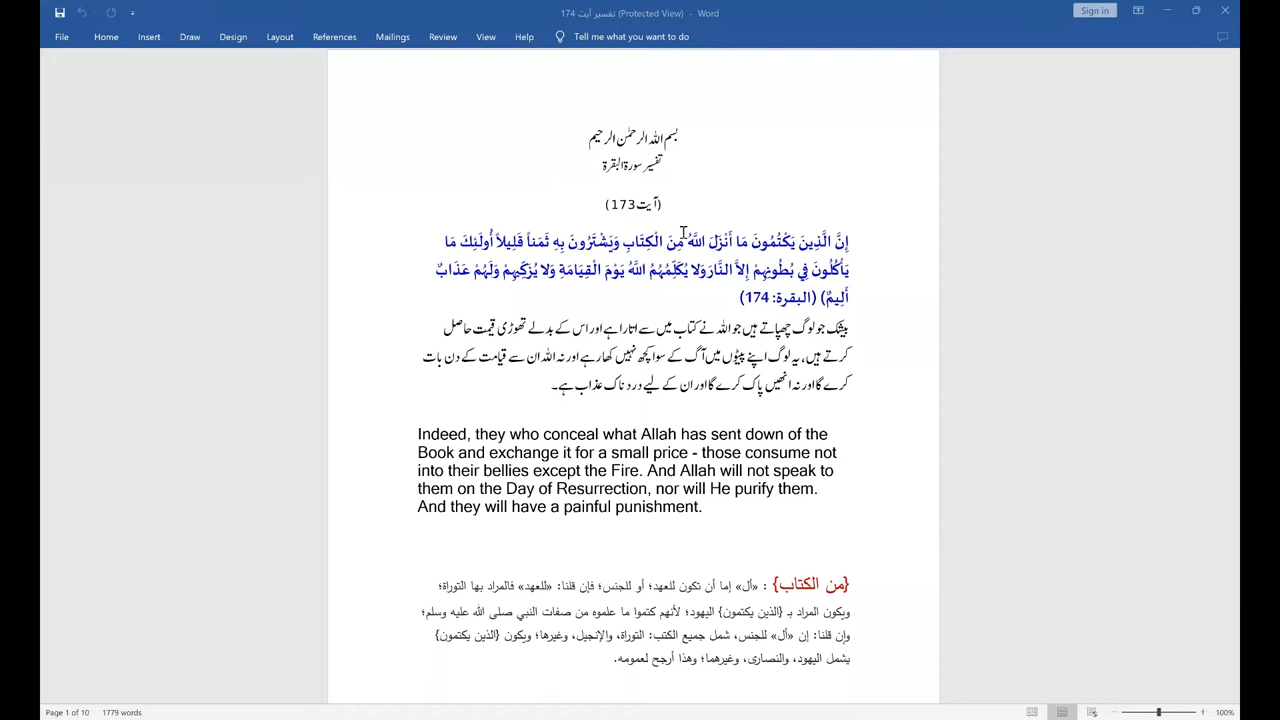 تفسير آيت 174 (Protected View) - Word
Sign in
File Home Insert Draw Design Layout References Mailings Review View Help Tell me what you want to do
بسم اللہ الرحمٰن الرحیم
تفسیر سورۃ البقرۃ
(آیت 173)
إِنَّ الَّذِينَ يَكْتُمُونَ مَا أَنْزَلَ اللَّهُ مِنَ الْكِتَابِ وَيَشْتَرُونَ بِهِ ثَمَناً قَلِيلاً أُولَئِكَ مَا
يَأْكُلُونَ فِي بُطُونِهِمْ إِلاَّ النَّارَ وَلا يُكَلِّمُهُمُ اللَّهُ يَوْمَ الْقِيَامَةِ وَلا يُزَكِّيهِمْ وَلَهُمْ عَذَابٌ
أَلِيمٌ) (البقرة: 174)
بیشک جو لوگ چھپاتے ہیں جو اللہ نے کتاب میں سے اتارا ہے اور اس کے بدلے تھوڑی قیمت حاصل
کرتے ہیں، یہ لوگ اپنے پیٹوں میں آگ کے سوا کچھ نہیں کھا رہے اور نہ اللہ ان سے قیامت کے دن بات
کرے گا اور نہ انھیں پاک کرے گا اور ان کے لیے درد ناک عذاب ہے۔
Indeed, they who conceal what Allah has sent down of the
Book and exchange it for a small price - those consume not
into their bellies except the Fire. And Allah will not speak to
them on the Day of Resurrection, nor will He purify them.
And they will have a painful punishment.
{من الكتاب} : «أل» إما أن تكون للعهد؛ أو للجنس؛ فإن قلنا: «للعهد» فالمراد بها التوراة؛
ويكون المراد بـ {الذين يكتمون} اليهود؛ لأنهم كتموا ما علموه من صفات النبي صلى الله عليه وسلم؛
وإن قلنا: إن «أل» للجنس، شمل جميع الكتب: التوراة، والإنجيل، وغيرها؛ ويكون {الذين يكتمون}
يشمل اليهود، والنصارى، وغيرهما؛ وهذا أرجح لعمومه.
Page 1 of 10 1779 words 100%